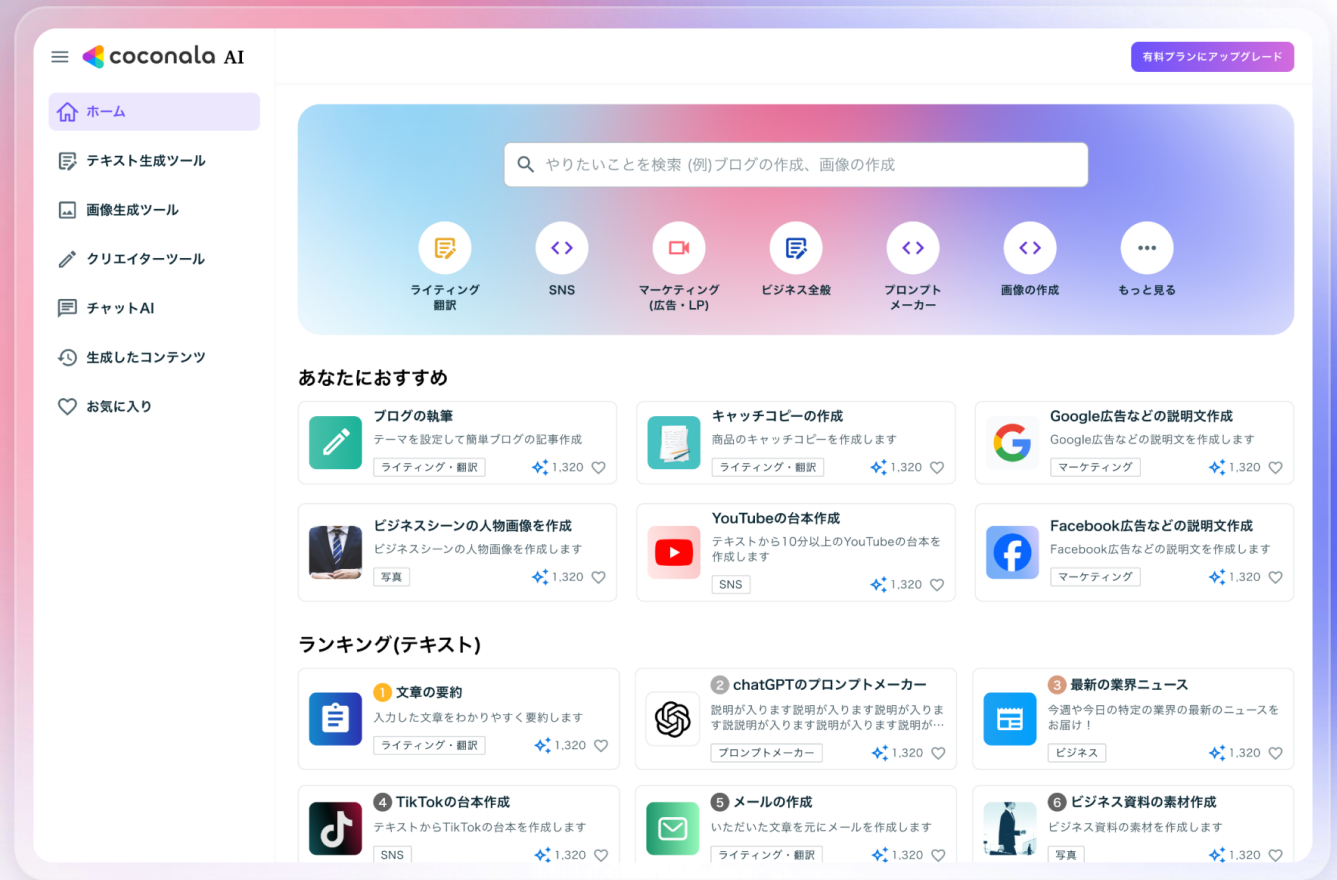 coconala AI
有料プランにアップグレード
ホーム
テキスト生成ツール
画像生成ツール
クリエイターツール
チャットAI
生成したコンテンツ
お気に入り
やりたいことを検索 (例)ブログの作成、画像の作成
ライティング
翻訳
SNS
マーケティング
(広告・LP)
ビジネス全般
プロンプト
メーカー
画像の作成
もっと見る
あなたにおすすめ
ブログの執筆
テーマを設定して簡単ブログの記事作成
ライティング・翻訳
1,320
キャッチコピーの作成
商品のキャッチコピーを作成します
ライティング・翻訳
1,320
Google広告などの説明文作成
Google広告などの説明文を作成します
マーケティング
1,320
ビジネスシーンの人物画像を作成
ビジネスシーンの人物画像を作成します
写真
1,320
YouTubeの台本作成
テキストから10分以上のYouTubeの台本を
作成します
SNS
1,320
Facebook広告などの説明文作成
Facebook広告などの説明文を作成します
マーケティング
1,320
ランキング(テキスト)
1 文章の要約
入力した文章をわかりやすく要約します
ライティング・翻訳
1,320
2 chatGPTのプロンプトメーカー
説明が入ります説明が入ります説明が入りま
す説説明が入ります説明が入ります説明が…
プロンプトメーカー
1,320
3 最新の業界ニュース
今週や今日の特定の業界の最新のニュースを
お届け！
ビジネス
1,320
4 TikTokの台本作成
テキストからTikTokの台本を作成します
SNS
1,320
5 メールの作成
いただいた文章を元にメールを作成します
ライティング・翻訳
1,320
6 ビジネス資料の素材作成
ビジネス資料の素材を作成します
写真
1,320